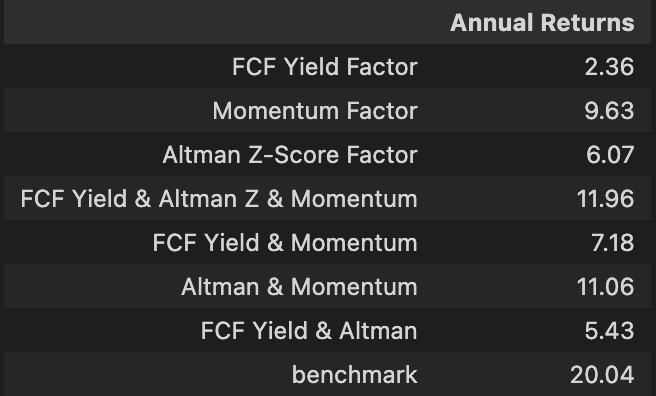 Annual Returns
FCF Yield Factor 2.36
Momentum Factor 9.63
Altman Z-Score Factor 6.07
FCF Yield & Altman Z & Momentum 11.96
FCF Yield & Momentum 7.18
Altman & Momentum 11.06
FCF Yield & Altman 5.43
benchmark 20.04